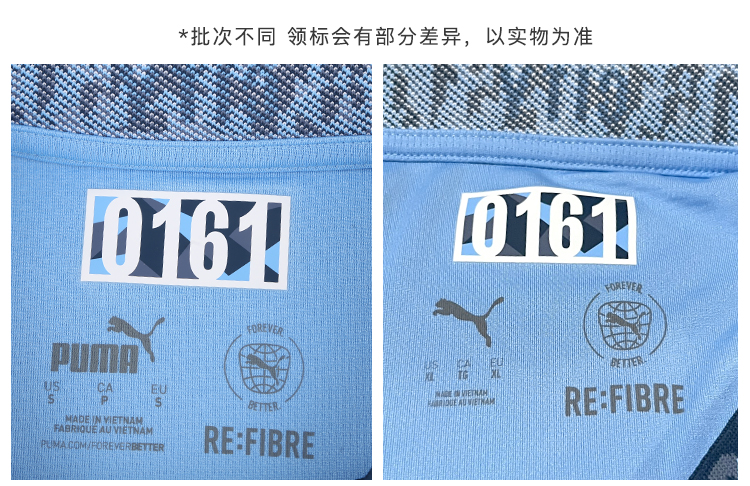 *批次不同 领标会有部分差异，以实物为准
0161
PUMA
US CA EU
S P S
MADE IN VIETNAM
FABRIQUÉ AU VIETNAM
PUMA.COM/FOREVERBETTER
FOREVER.
BETTER.
RE:FIBRE
0161
US CA EU
XL TG XL
MADE IN VIETNAM
FABRIQUÉ AU VIETNAM
FOREVER.
BETTER.
RE:FIBRE